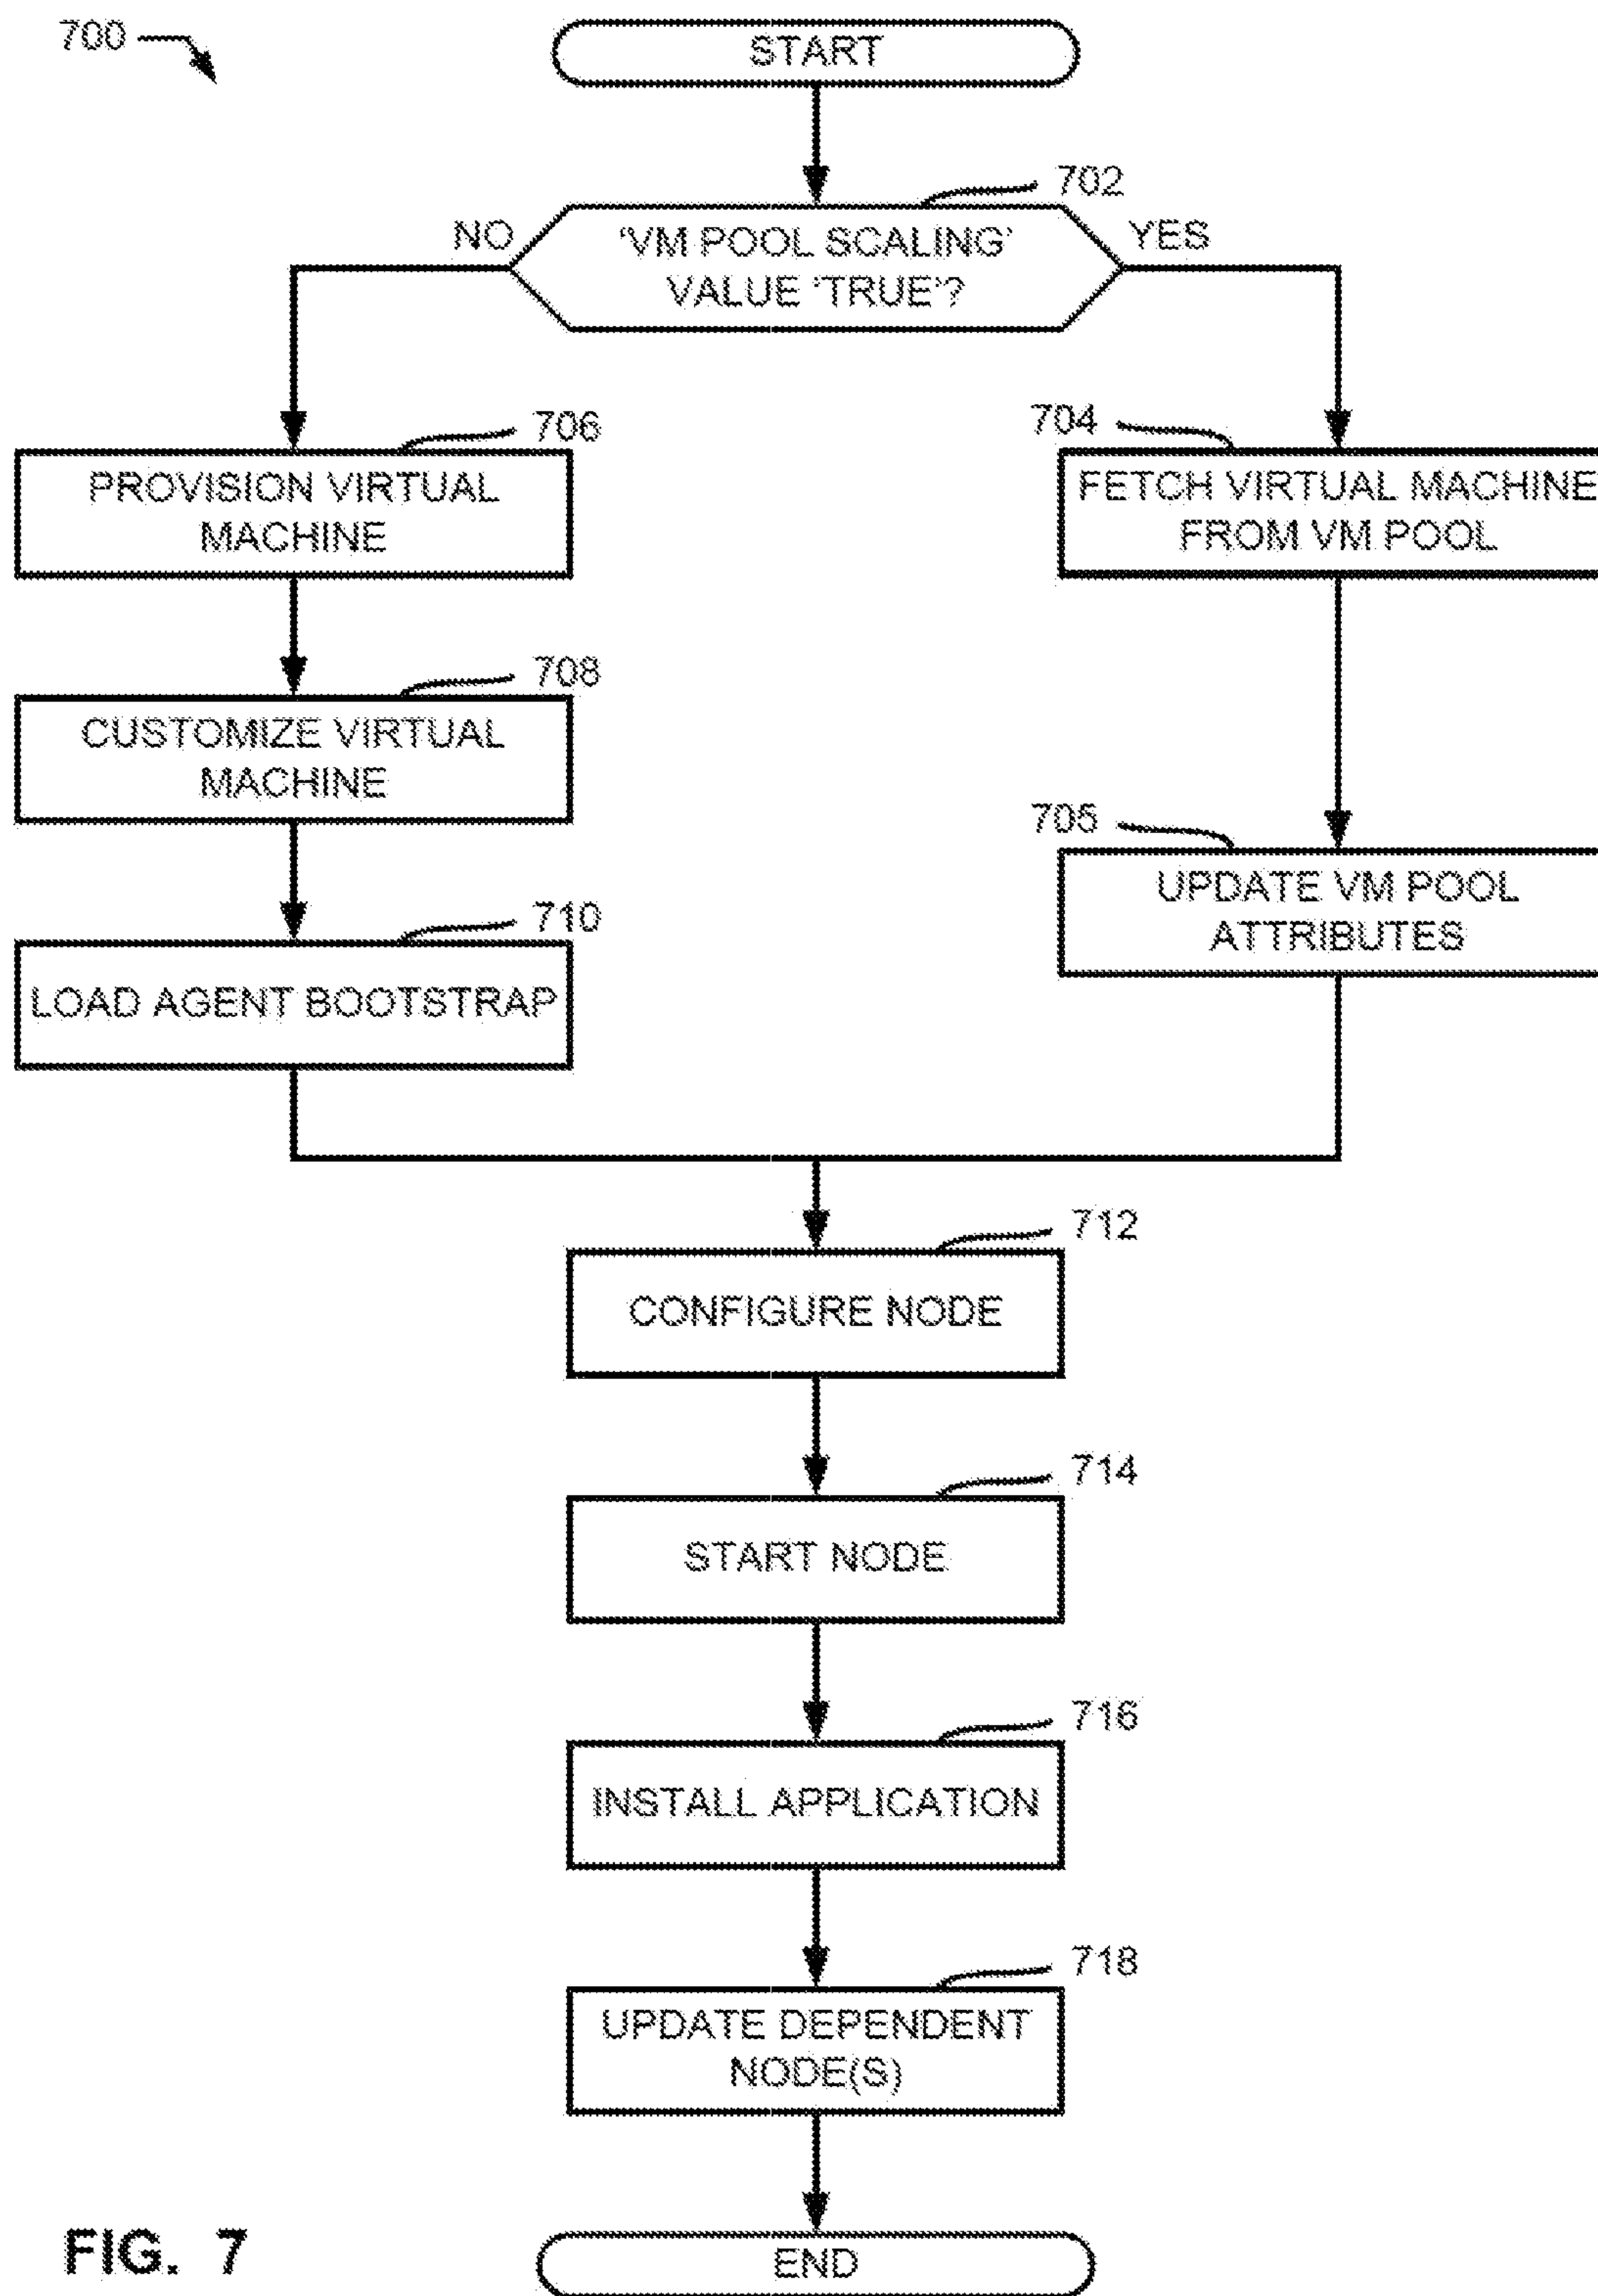 700
START
702
NO
'VM POOL SCALING'
VALUE 'TRUE'?
YES
706
PROVISION VIRTUAL
MACHINE
704
FETCH VIRTUAL MACHINE
FROM VM POOL
708
CUSTOMIZE VIRTUAL
MACHINE
705
UPDATE VM POOL
ATTRIBUTES
710
LOAD AGENT BOOTSTRAP
712
CONFIGURE NODE
714
START NODE
716
INSTALL APPLICATION
718
UPDATE DEPENDENT
NODE(S)
END
FIG. 7